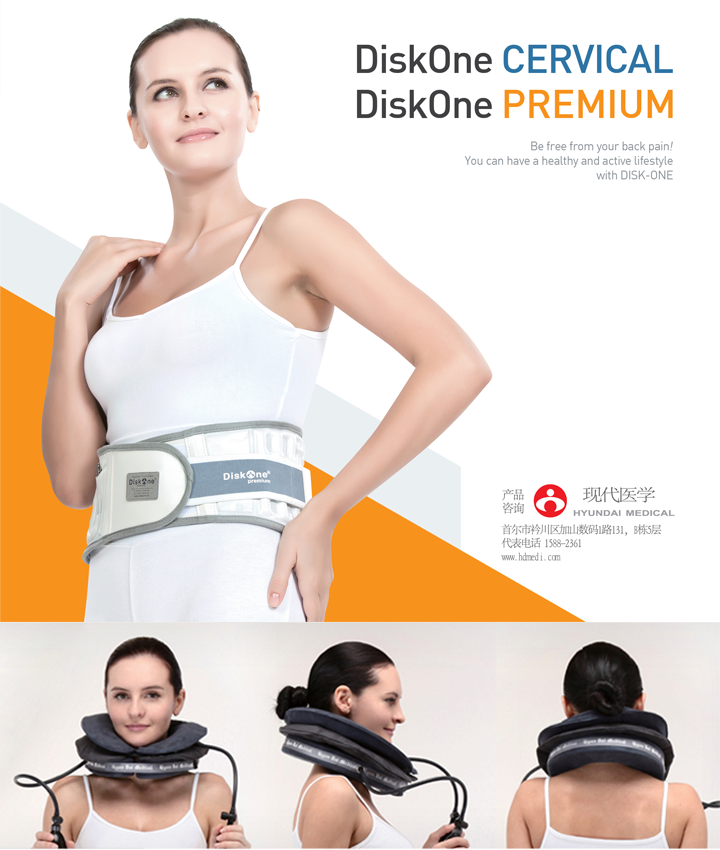 DiskOne CERVICAL
DiskOne PREMIUM
Be free from your back pain!
You can have a healthy and active lifestyle
with DISK-ONE
DiskOne®
premium
DiskOne®
产品
咨询
现代医学
HYUNDAI MEDICAL
首尔市衿川区加山数码1路131, B栋5层
代表电话 1588-2361
www.hdmedi.com